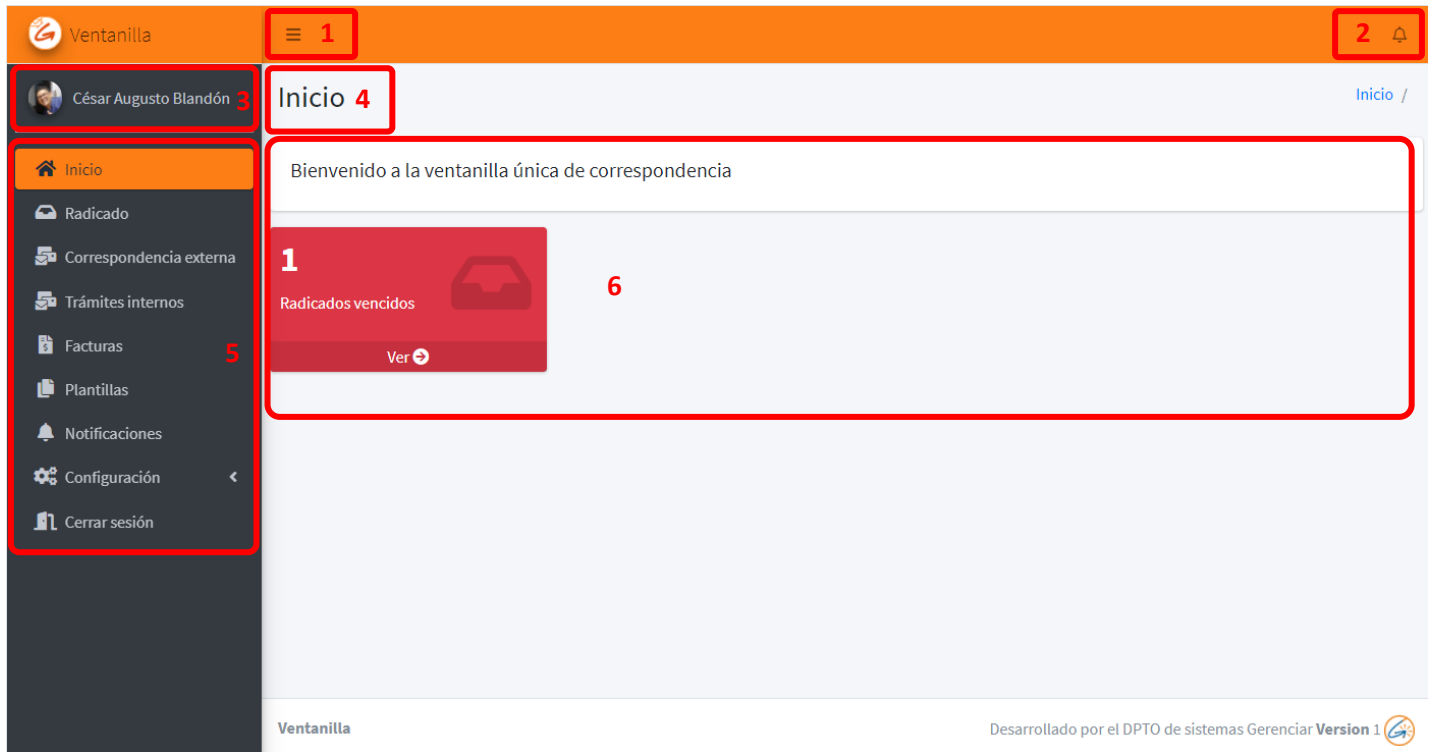 Ventanilla
1
2
César Augusto Blandón
3
Inicio
4
Inicio /
Inicio
Radicado
Correspondencia externa
Trámites internos
Facturas
5
Plantillas
Notificaciones
Configuración
Cerrar sesión
Bienvenido a la ventanilla única de correspondencia
1
Radicados vencidos
Ver
6
Ventanilla
Desarrollado por el DPTO de sistemas Gerenciar Version 1